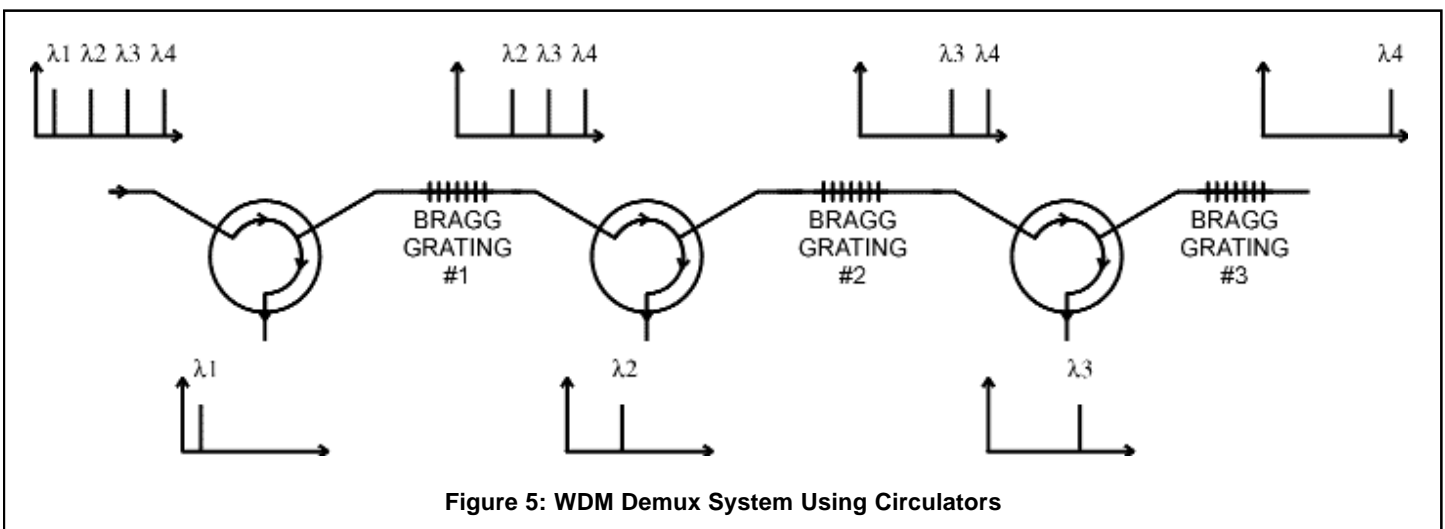 λ1 λ2 λ3 λ4
λ2 λ3 λ4
λ3 λ4
λ4
BRAGG
GRATING
#1
BRAGG
GRATING
#2
BRAGG
GRATING
#3
λ1
λ2
λ3
Figure 5: WDM Demux System Using Circulators